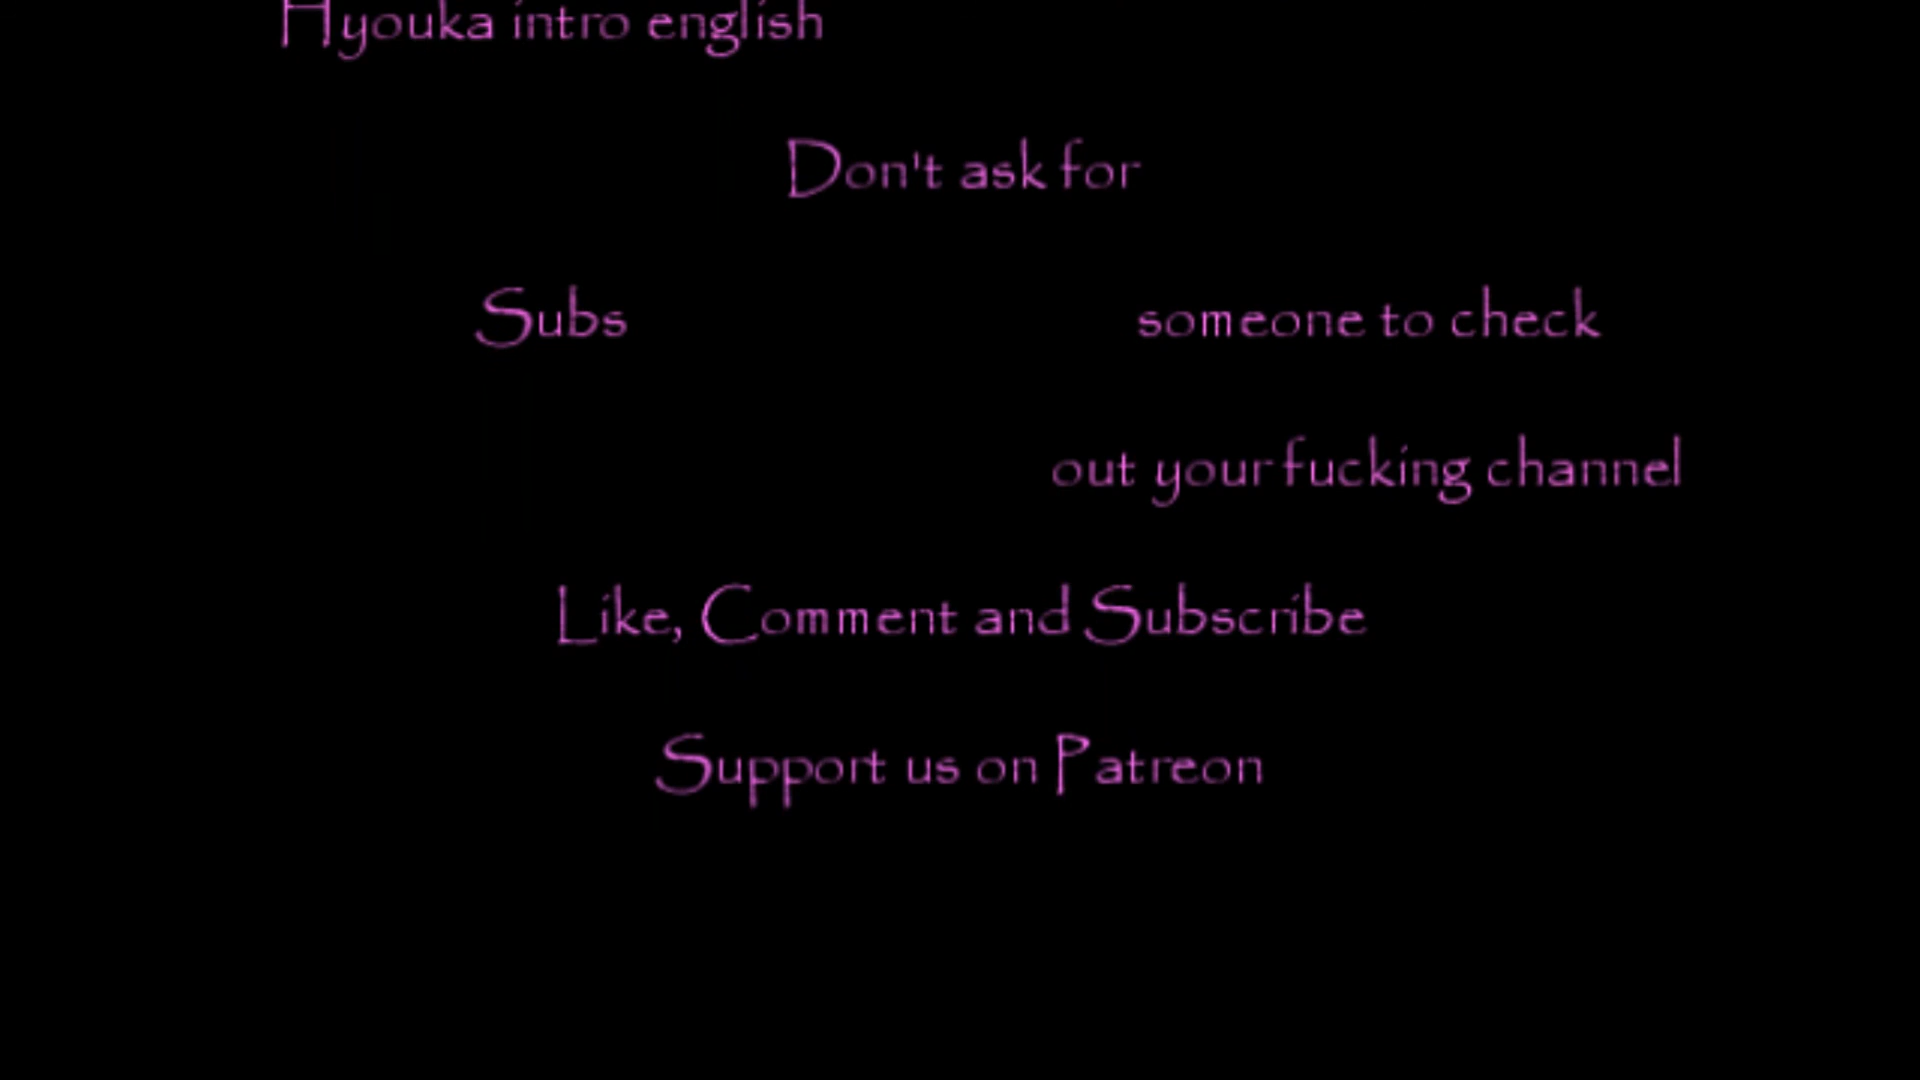 Hyouka intro english
Don't ask for
Subs someone to check
out your fucking channel
Like, Comment and Subscribe
Support us on Patreon